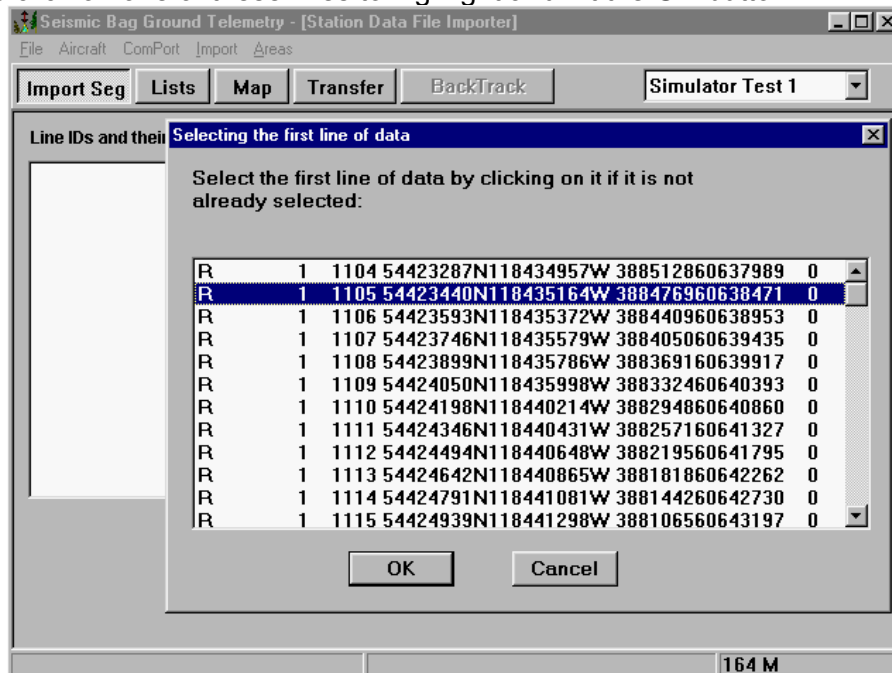 Seismic Bag Ground Telemetry - [Station Data File Importer]
File Aircraft ComPort Import Areas
Import Seg Lists Map Transfer BackTrack Simulator Test 1
Line IDs and their
Selecting the first line of data
Select the first line of data by clicking on it if it is not
already selected:
R 1 1104 54423287N118434957W 388512860637989 0
R 1 1105 54423440N118435164W 388476960638471 0
R 1 1106 54423593N118435372W 388440960638953 0
R 1 1107 54423746N118435579W 388405060639435 0
R 1 1108 54423899N118435786W 388369160639917 0
R 1 1109 54424050N118435998W 388332460640393 0
R 1 1110 54424198N118440214W 388294860640860 0
R 1 1111 54424346N118440431W 388257160641327 0
R 1 1112 54424494N118440648W 388219560641795 0
R 1 1113 54424642N118440865W 388181860642262 0
R 1 1114 54424791N118441081W 388144260642730 0
R 1 1115 54424939N118441298W 388106560643197 0
OK Cancel
164 M